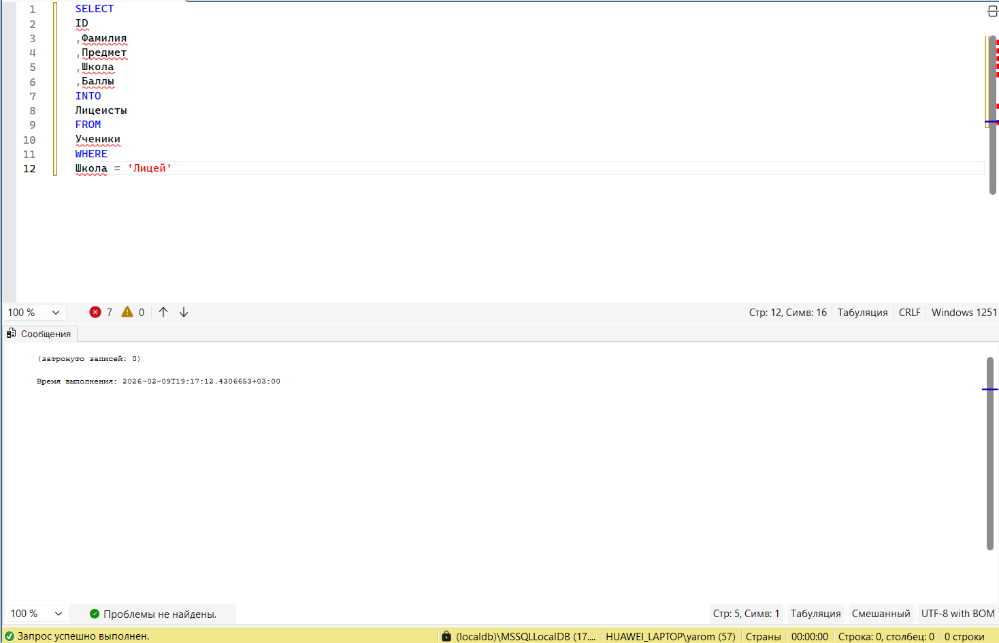 1 SELECT
2 ID
3 ,Фамилия
4 ,Предмет
5 ,Школа
6 ,Баллы
7 INTO
8 Лицеисты
9 FROM
10 Ученики
11 WHERE
12 Школа = 'Лицей'
100 % 7 0 Стр: 12, Симв: 16 Табуляция CRLF Windows 1251
Сообщения
(затронуто записей: 0)
Время выполнения: 2026-02-09T19:17:12.4306653+03:00
100 % Проблемы не найдены. Стр: 5, Симв: 1 Табуляция Смешанный UTF-8 with BOM
Запрос успешно выполнен. (localdb)\MSSQLLocalDB (17.... HUAWEI_LAPTOP\yarom (57) Страны 00:00:00 Строка: 0, столбец: 0 0 строки